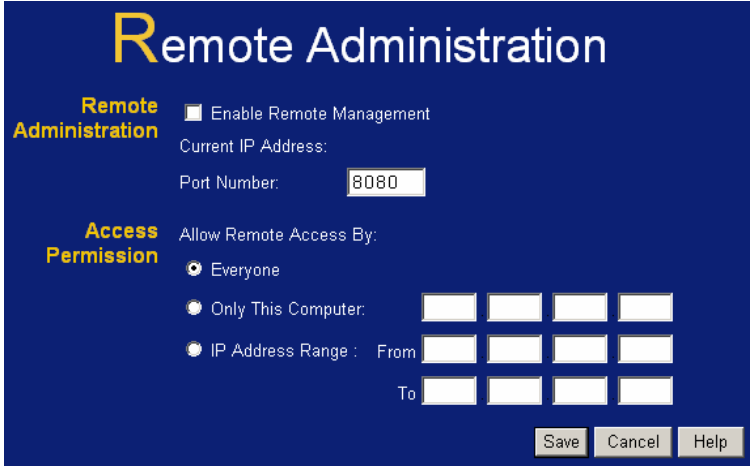 Remote Administration
Remote
Administration
Enable Remote Management
Current IP Address:
Port Number: 8080
Access
Permission
Allow Remote Access By:
Everyone
Only This Computer:
IP Address Range : From
To
Save Cancel Help